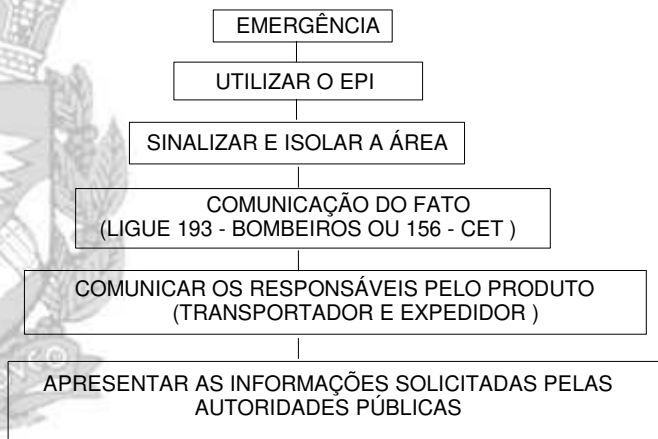 EMERGÊNCIA
UTILIZAR O EPI
SINALIZAR E ISOLAR A ÁREA
COMUNICAÇÃO DO FATO
(LIGUE 193 - BOMBEIROS OU 156 - CET )
COMUNICAR OS RESPONSÁVEIS PELO PRODUTO
(TRANSPORTADOR E EXPEDIDOR )
APRESENTAR AS INFORMAÇÕES SOLICITADAS PELAS
AUTORIDADES PÚBLICAS